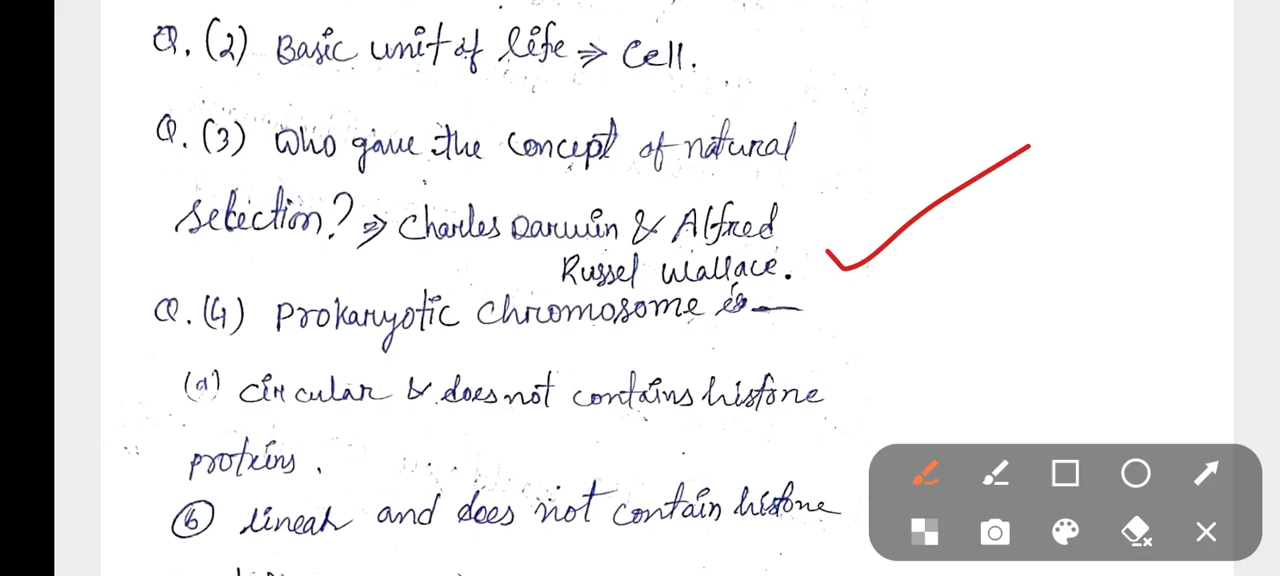 Q. (2) Basic unit of life ⇒ Cell.
Q. (3) Who gave the concept of natural
selection? ⇒ Charles Darwin & Alfred
Russel Wallace.
Q. (4) Prokaryotic chromosome is —
(a) circular & does not contains histone
proteins.
(b) linear and does not contain histone